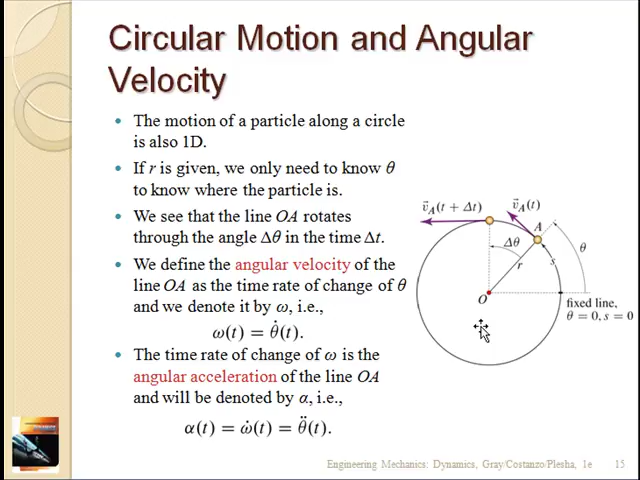 Circular Motion and Angular
Velocity
• The motion of a particle along a circle
is also 1D.
• If r is given, we only need to know θ
to know where the particle is.
• We see that the line OA rotates
through the angle Δθ in the time Δt.
• We define the angular velocity of the
line OA as the time rate of change of θ
and we denote it by ω, i.e.,
ω(t) = θ̇(t).
• The time rate of change of ω is the
angular acceleration of the line OA
and will be denoted by α, i.e.,
α(t) = ω̇(t) = θ̈(t).
v⃗A(t + Δt)
v⃗A(t)
A
Δθ
θ
r
s
O
fixed line,
θ = 0, s = 0
Engineering Mechanics: Dynamics, Gray/Costanzo/Plesha, 1e
15